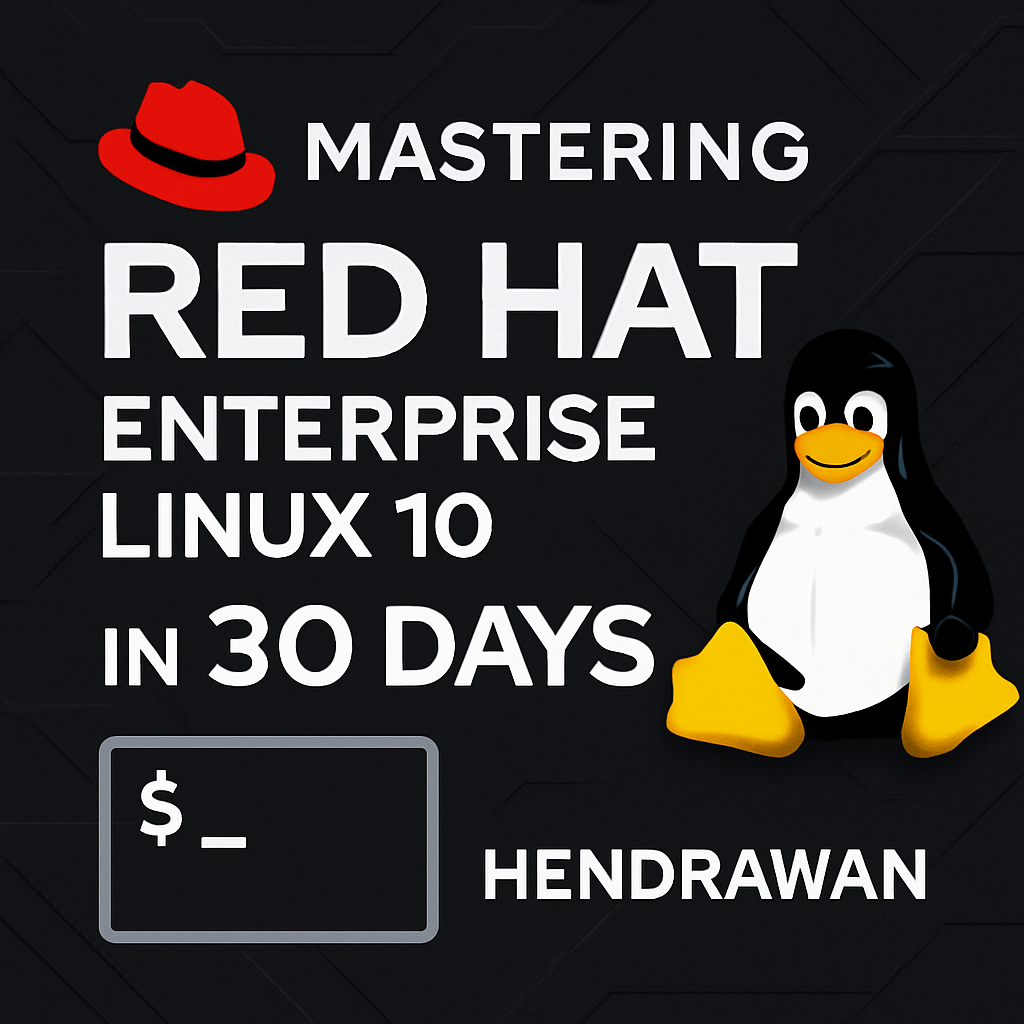 MASTERING
RED HAT
ENTERPRISE
LINUX 10
IN 30 DAYS
$ _
HENDRAWAN